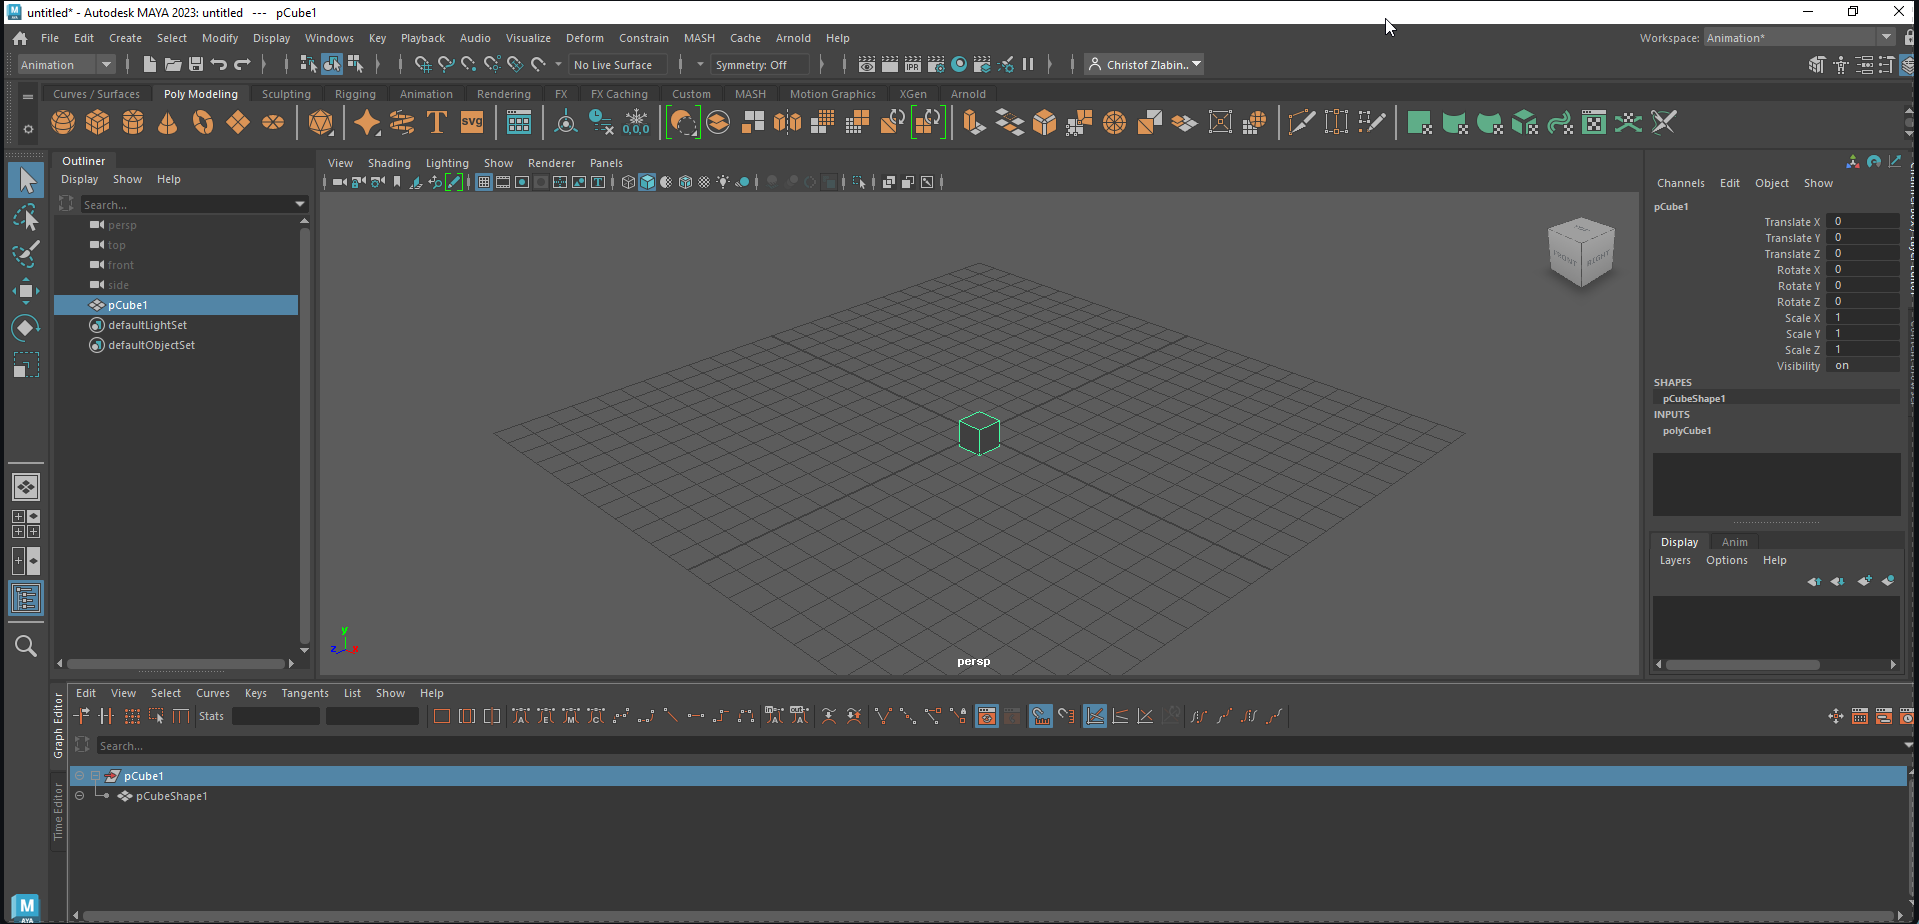 untitled* - Autodesk MAYA 2023: untitled --- pCube1
File Edit Create Select Modify Display Windows Key Playback Audio Visualize Deform Constrain MASH Cache Arnold Help Workspace: Animation*
Animation No Live Surface Symmetry: Off IPR Christof Zlabin..
Curves / Surfaces Poly Modeling Sculpting Rigging Animation Rendering FX FX Caching Custom MASH Motion Graphics XGen Arnold
T SVG 0,0,0
Outliner
Display Show Help
Search...
persp
top
front
side
pCube1
defaultLightSet
defaultObjectSet
View Shading Lighting Show Renderer Panels
FRONT RIGHT
y
z x
persp
Channels Edit Object Show
pCube1
Translate X 0
Translate Y 0
Translate Z 0
Rotate X 0
Rotate Y 0
Rotate Z 0
Scale X 1
Scale Y 1
Scale Z 1
Visibility on
SHAPES
pCubeShape1
INPUTS
polyCube1
Display Anim
Layers Options Help
Graph Editor
Time Editor
Edit View Select Curves Keys Tangents List Show Help
Stats
Search...
pCube1
pCubeShape1
M
AYA